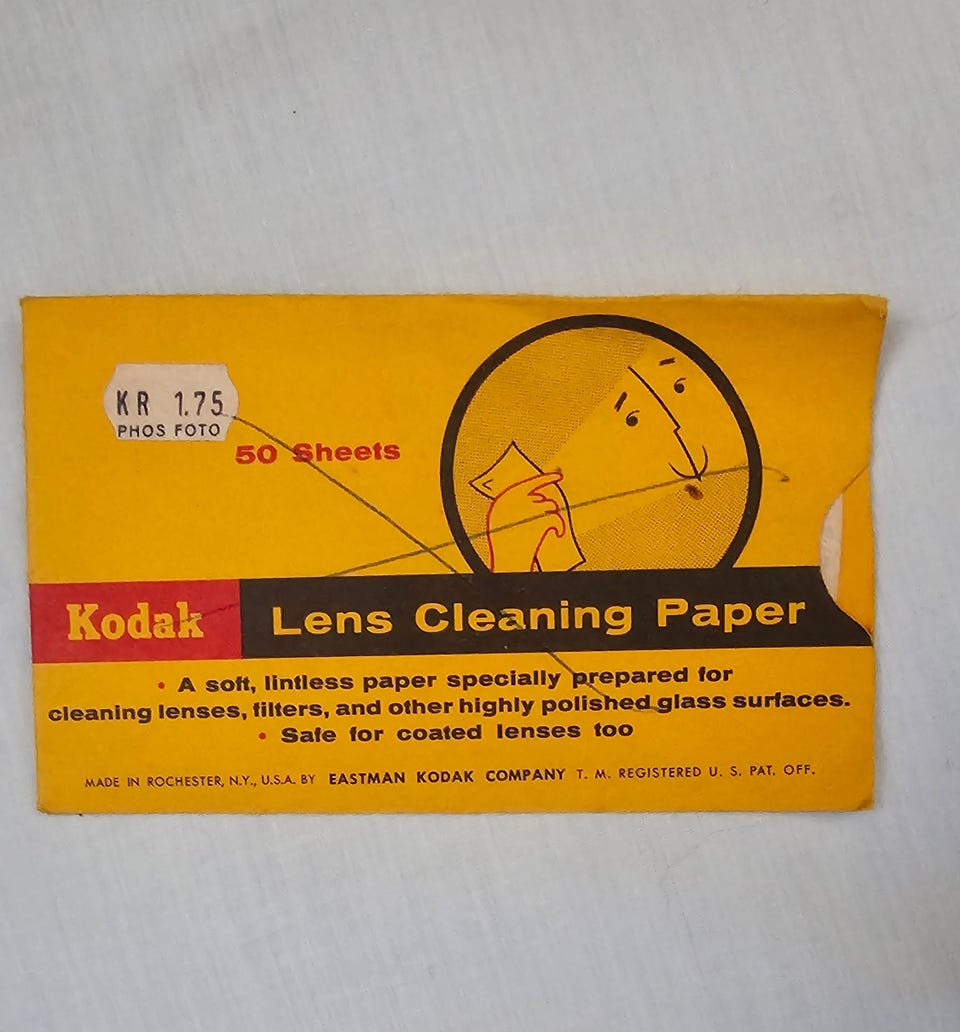 KR 1.75
PHOS FOTO
50 Sheets
Kodak
Lens Cleaning Paper
• A soft, lintless paper specially prepared for
cleaning lenses, filters, and other highly polished glass surfaces.
• Safe for coated lenses too
MADE IN ROCHESTER, N.Y., U.S.A. BY EASTMAN KODAK COMPANY T. M. REGISTERED U. S. PAT. OFF.